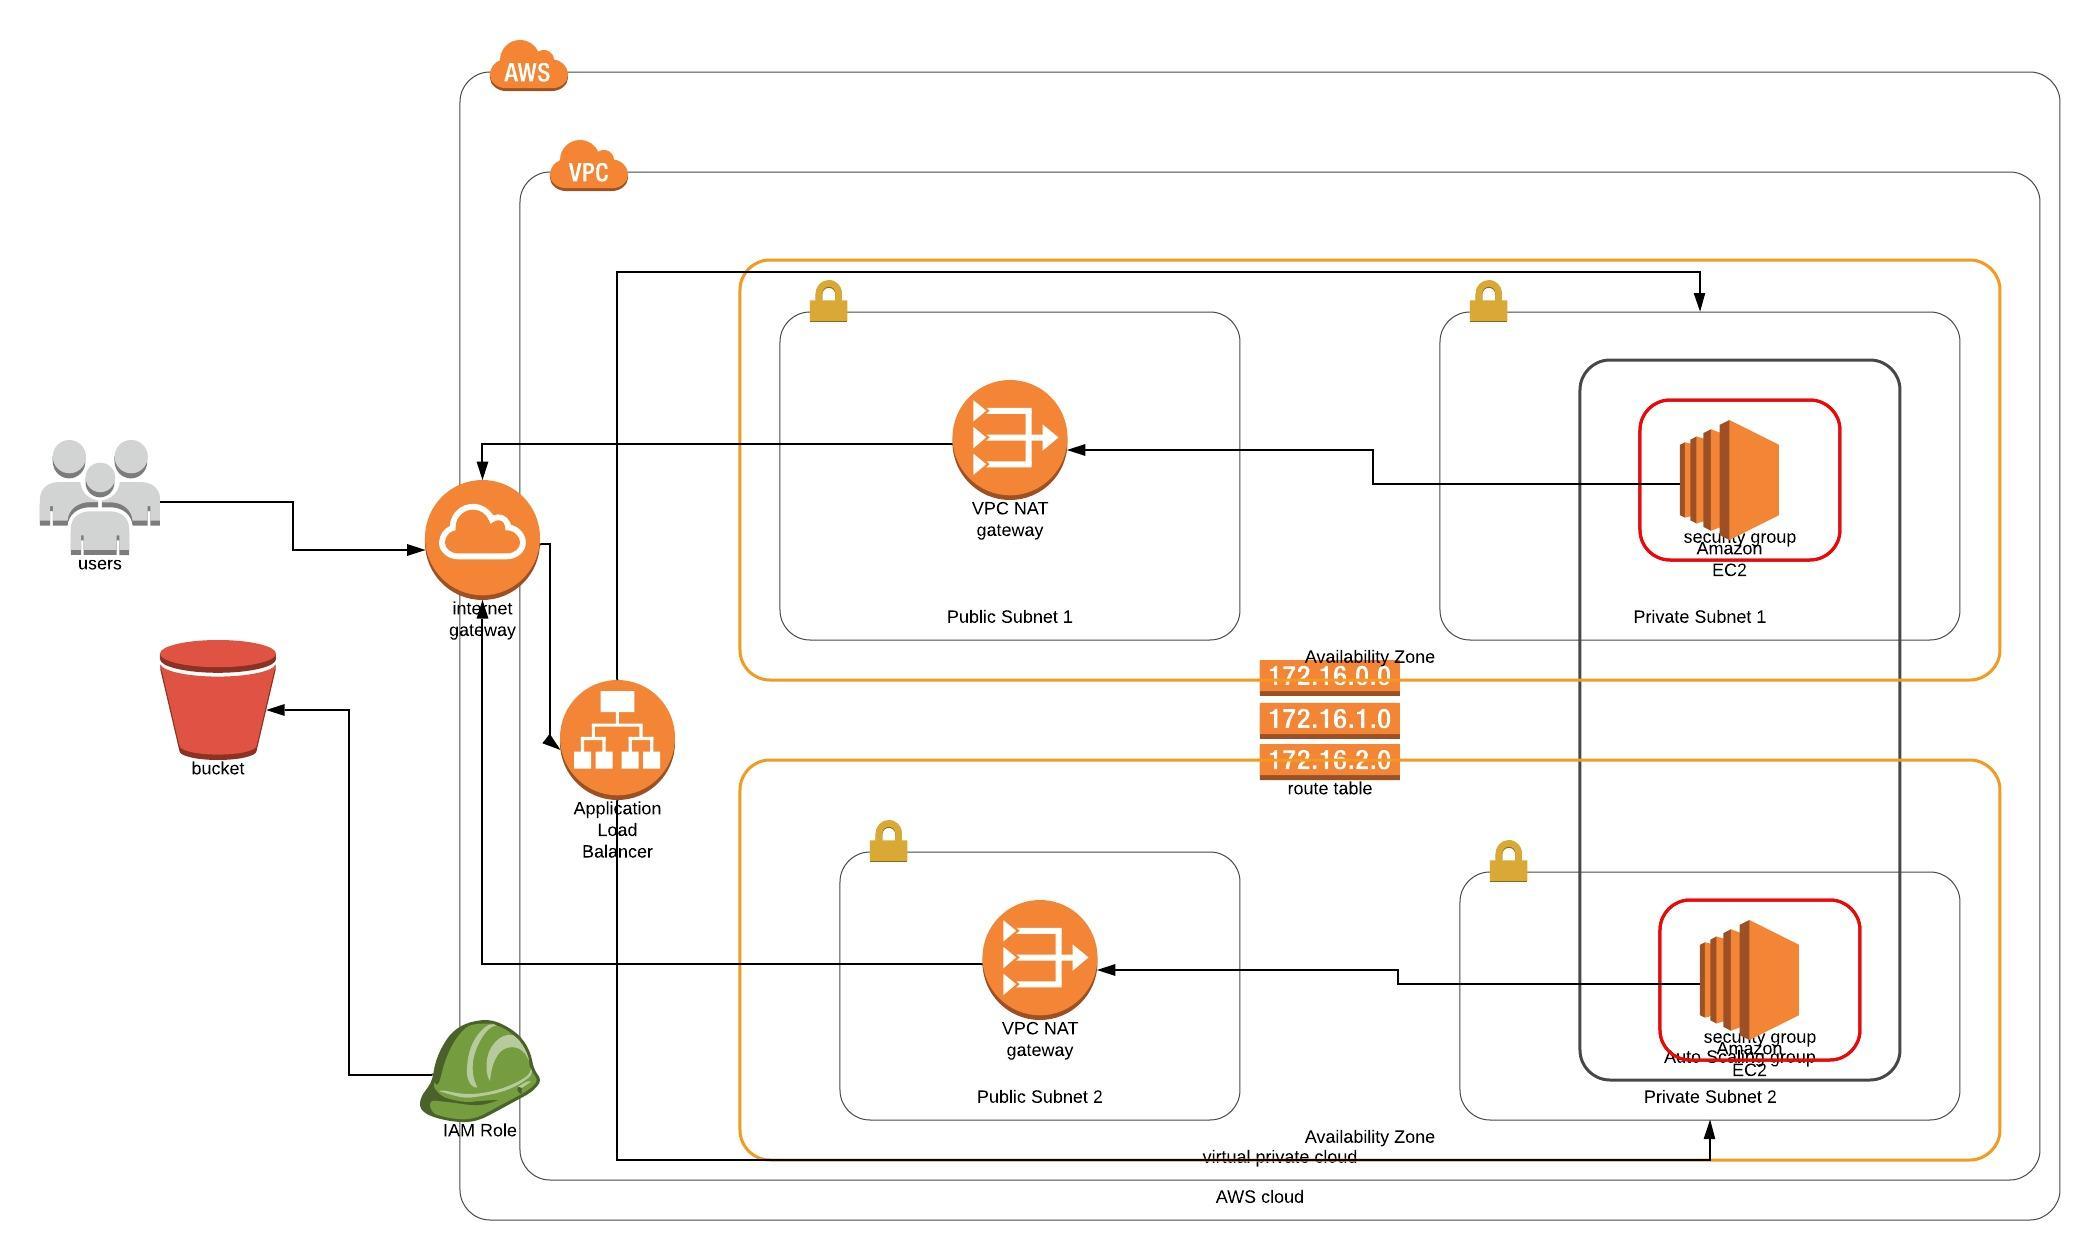 AWS
VPC
users
internet
gateway
bucket
Application
Load
Balancer
IAM Role
VPC NAT
gateway
Public Subnet 1
security group
Amazon
EC2
Private Subnet 1
Availability Zone
172.16.0.0
172.16.1.0
172.16.2.0
route table
VPC NAT
gateway
Public Subnet 2
security group
Amazon
Auto Scaling group
EC2
Private Subnet 2
Availability Zone
virtual private cloud
AWS cloud